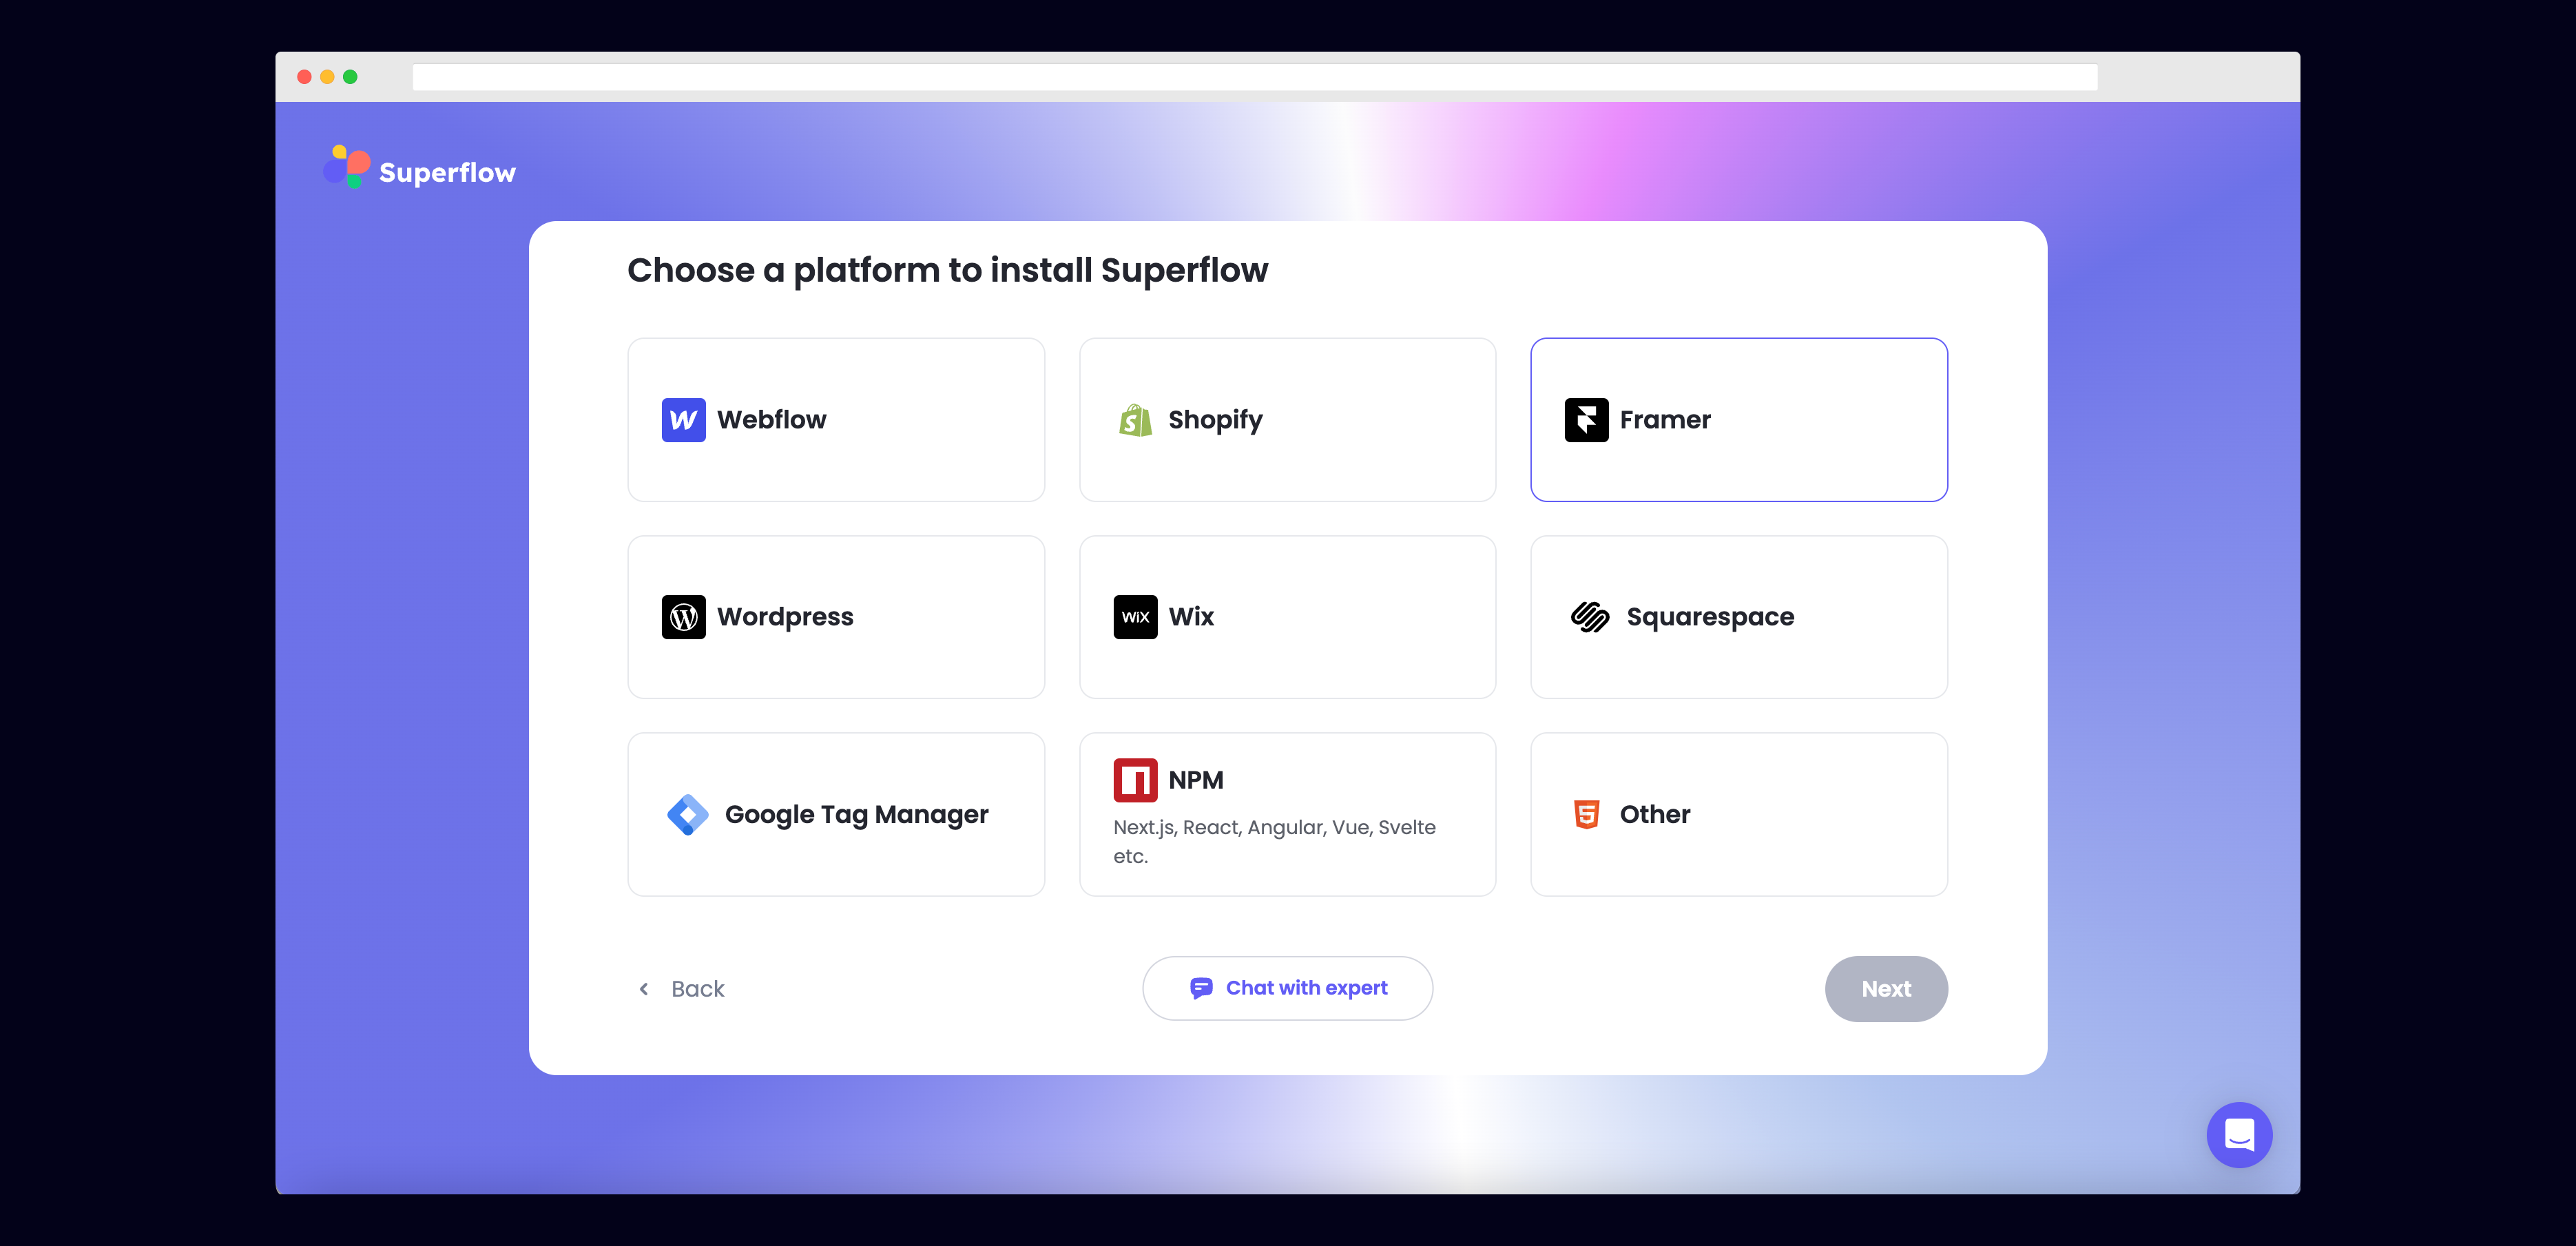 Superflow
Choose a platform to install Superflow
Webflow
Shopify
Framer
Wordpress
WiX
Wix
Squarespace
Google Tag Manager
NPM
Next.js, React, Angular, Vue, Svelte
etc.
Other
Back
Chat with expert
Next